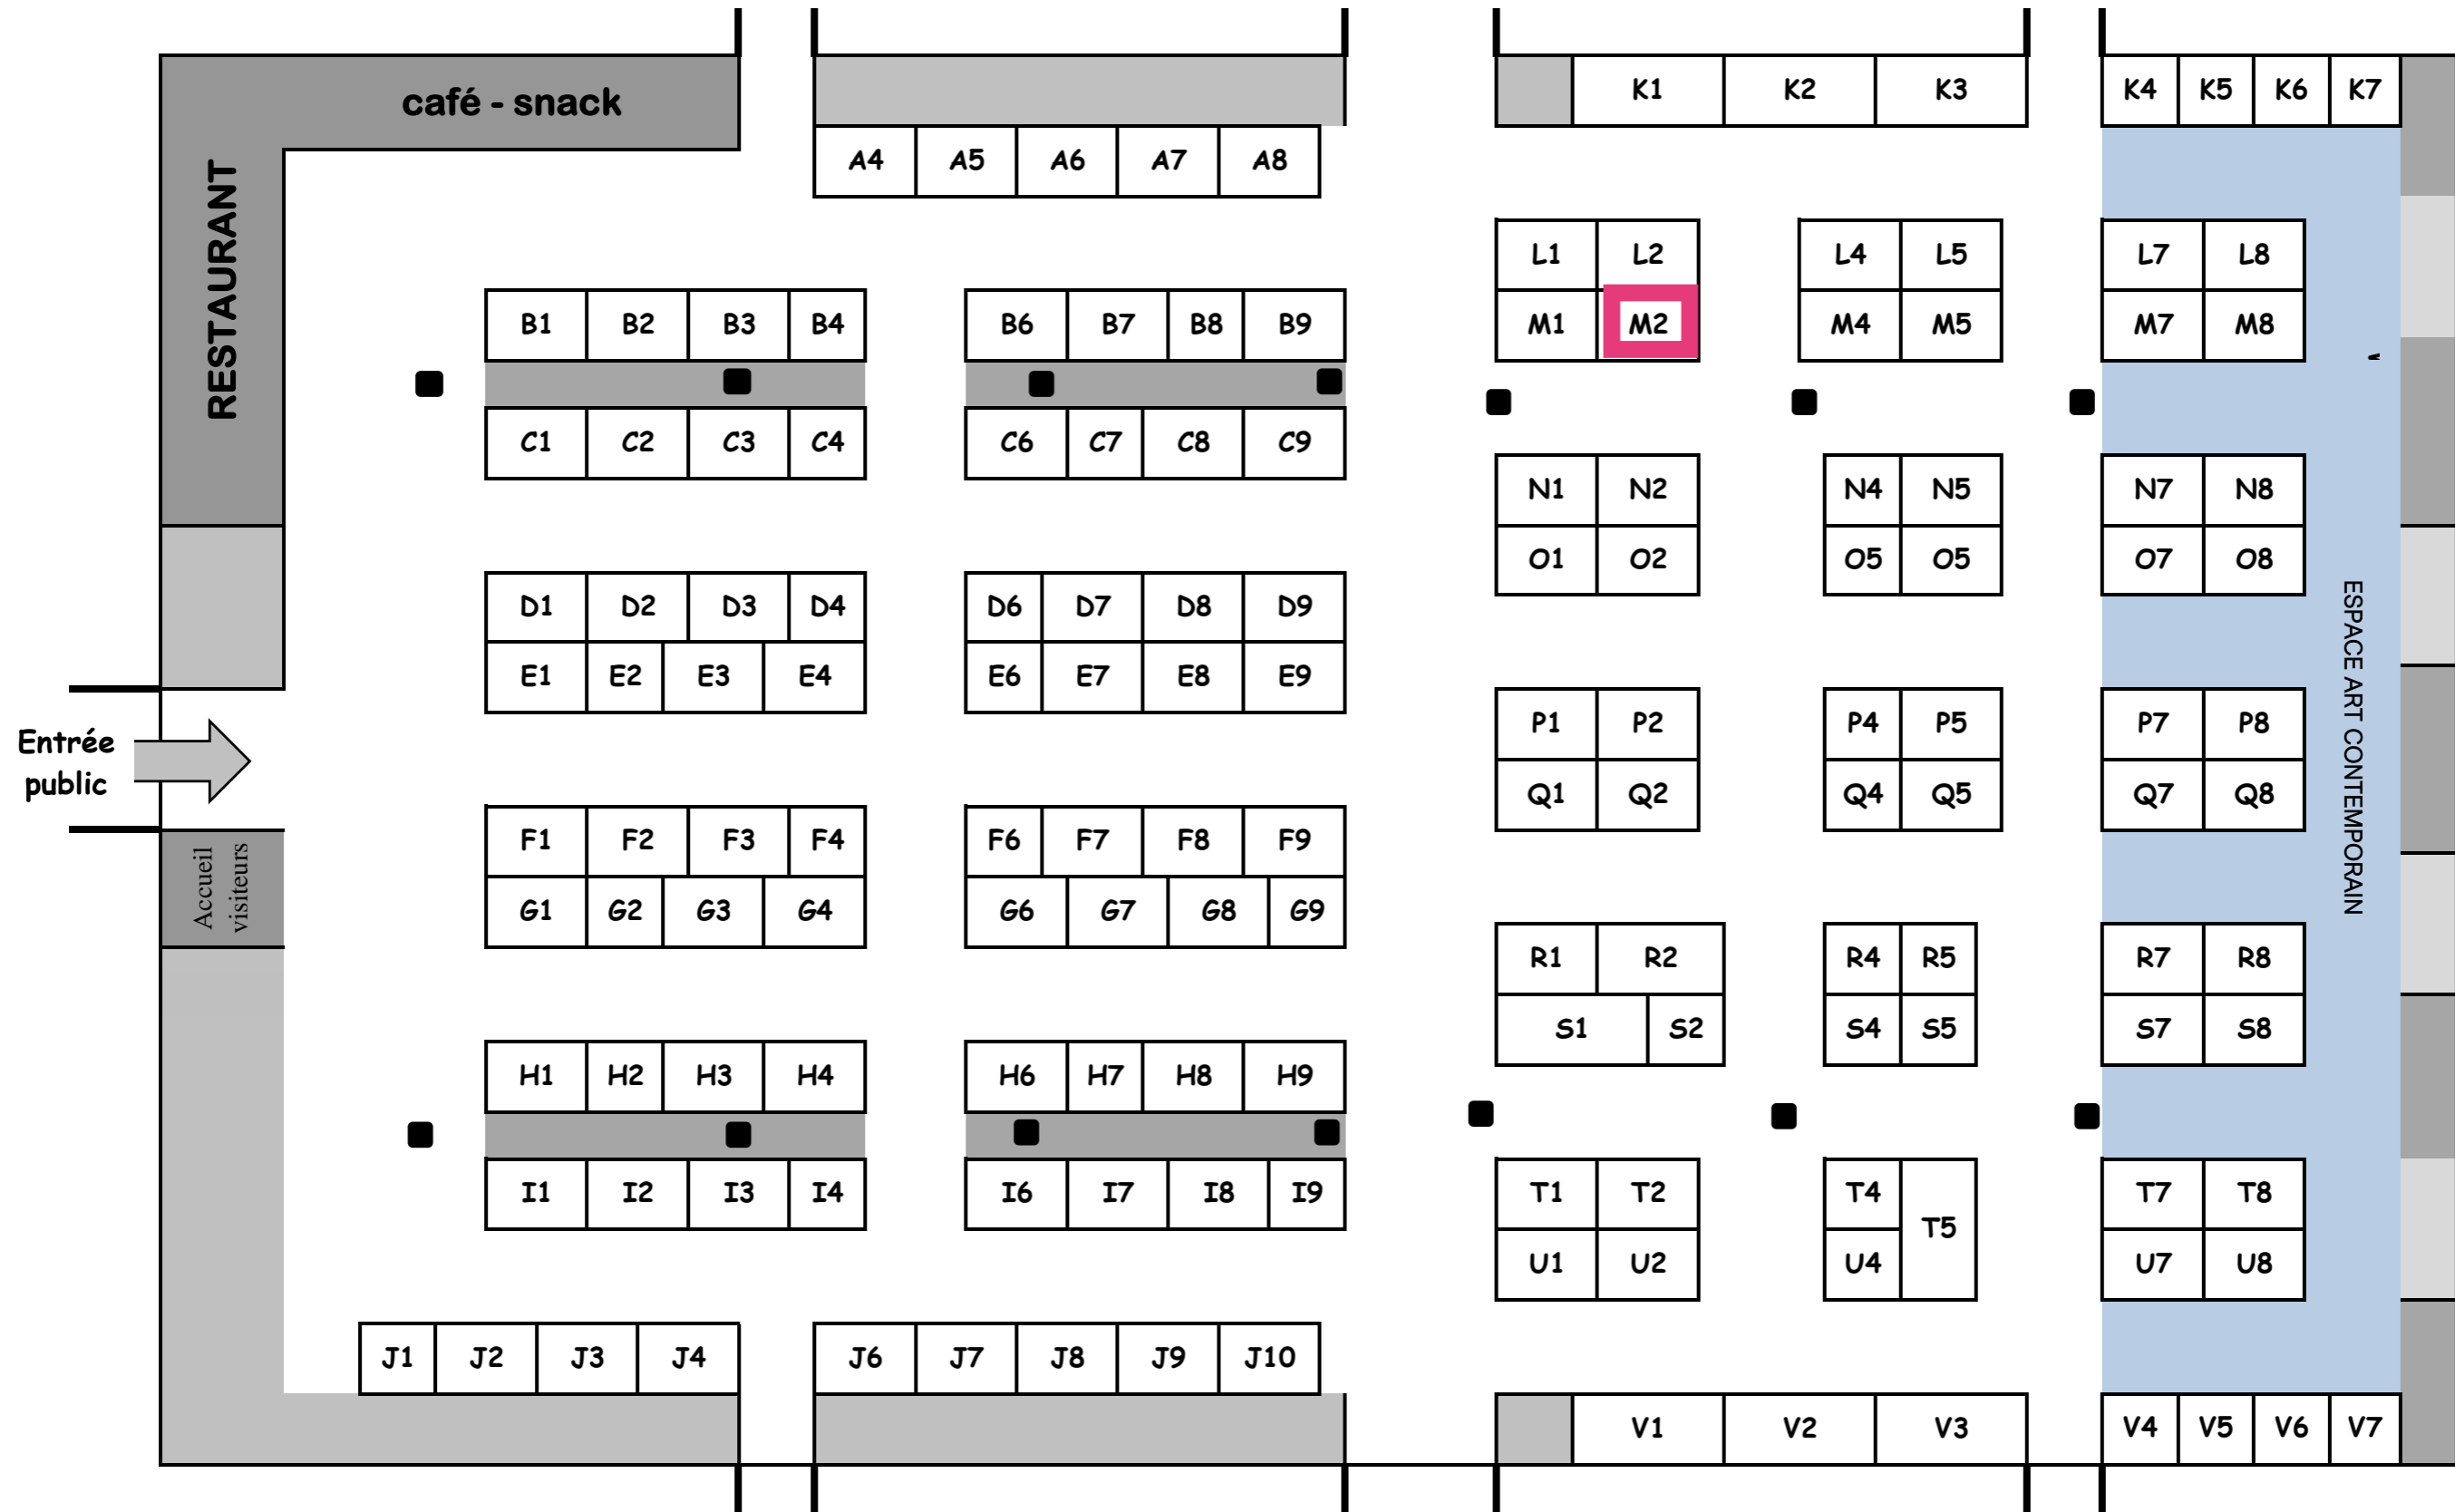 café - snack
K1 K2 K3 K4 K5 K6 K7
A4 A5 A6 A7 A8
RESTAURANT
L1 L2 L4 L5 L7 L8
B1 B2 B3 B4 B6 B7 B8 B9 M1 M2 M4 M5 M7 M8
C1 C2 C3 C4 C6 C7 C8 C9
N1 N2 N4 N5 N7 N8
O1 O2 O5 O5 O7 O8
D1 D2 D3 D4 D6 D7 D8 D9
E1 E2 E3 E4 E6 E7 E8 E9
ESPACE ART CONTEMPORAIN
Entrée
public
P1 P2 P4 P5 P7 P8
Q1 Q2 Q4 Q5 Q7 Q8
F1 F2 F3 F4 F6 F7 F8 F9
Accueil
visiteurs
G1 G2 G3 G4 G6 G7 G8 G9
R1 R2 R4 R5 R7 R8
S1 S2 S4 S5 S7 S8
H1 H2 H3 H4 H6 H7 H8 H9
I1 I2 I3 I4 I6 I7 I8 I9 T1 T2 T4 T5 T7 T8
U1 U2 U4 U7 U8
J1 J2 J3 J4 J6 J7 J8 J9 J10
V1 V2 V3 V4 V5 V6 V7